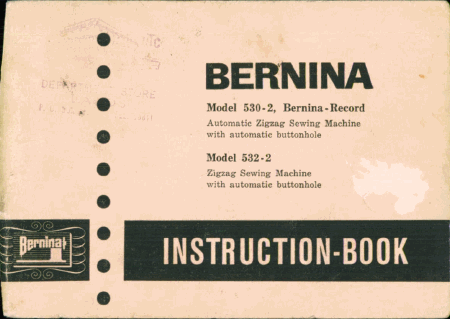 BERNINA
Model 530-2, Bernina-Record
Automatic Zigzag Sewing Machine
with automatic buttonhole
Model 532-2
Zigzag Sewing Machine
with automatic buttonhole
Bernina
INSTRUCTION-BOOK